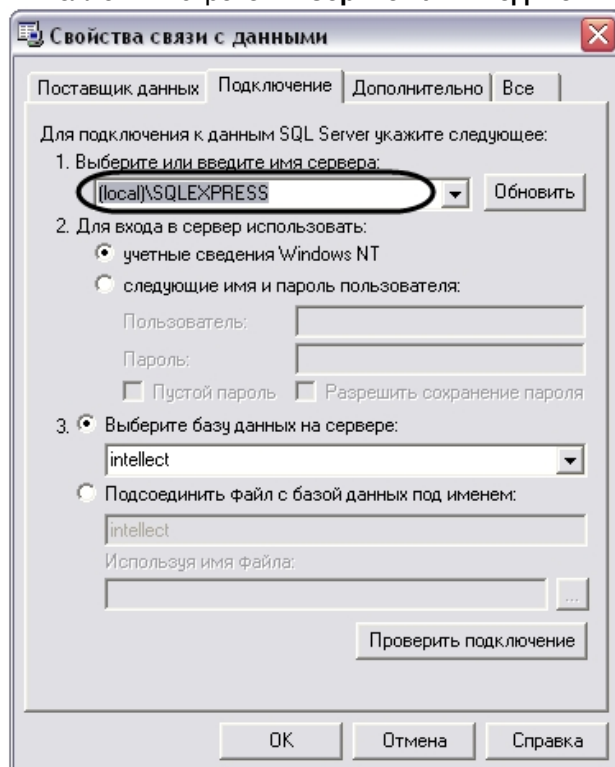 Свойства связи с данными
Поставщик данных Подключение Дополнительно Все
Для подключения к данным SQL Server укажите следующее:
1. Выберите или введите имя сервера:
(local)\SQLEXPRESS Обновить
2. Для входа в сервер использовать:
учетные сведения Windows NT
следующие имя и пароль пользователя:
Пользователь:
Пароль:
Пустой пароль Разрешить сохранение пароля
3. Выберите базу данных на сервере:
intellect
Подсоединить файл с базой данных под именем:
intellect
Используя имя файла:
...
Проверить подключение
OK Отмена Справка